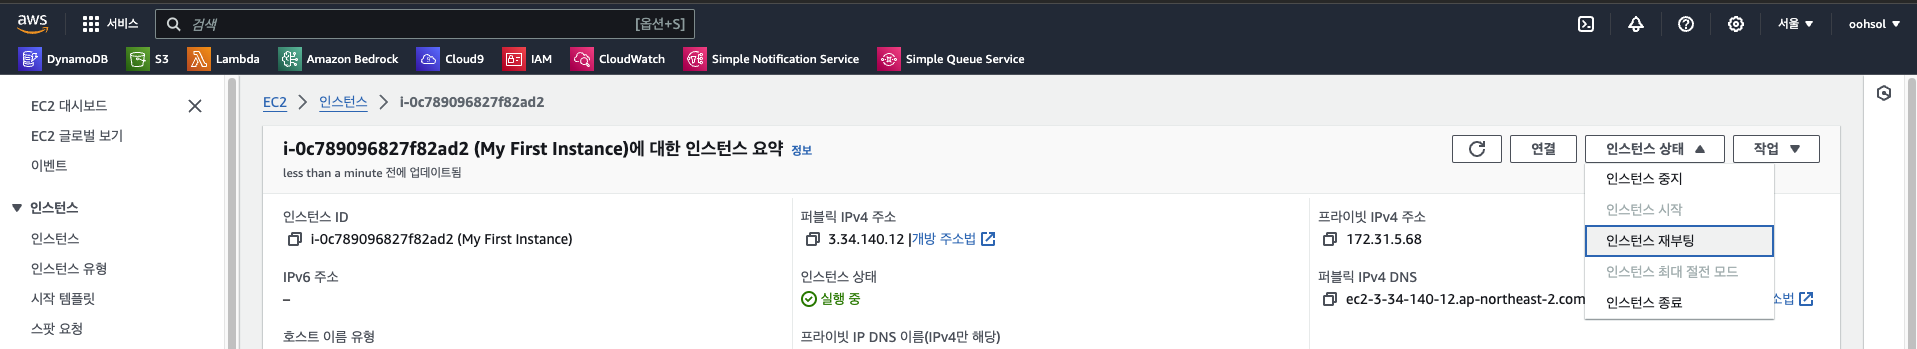 aws 서비스 검색 [옵션+S] 서울 ▼ oohsol ▼
DynamoDB S3 Lambda Amazon Bedrock Cloud9 IAM CloudWatch Simple Notification Service Simple Queue Service
EC2 대시보드
EC2 글로벌 보기
이벤트
▼ 인스턴스
인스턴스
인스턴스 유형
시작 템플릿
스팟 요청
EC2 > 인스턴스 > i-0c789096827f82ad2
i-0c789096827f82ad2 (My First Instance)에 대한 인스턴스 요약 정보
less than a minute 전에 업데이트됨
연결 인스턴스 상태 ▲ 작업 ▼
인스턴스 중지
인스턴스 시작
인스턴스 재부팅
인스턴스 최대 절전 모드
인스턴스 종료
인스턴스 ID
i-0c789096827f82ad2 (My First Instance)
퍼블릭 IPv4 주소
3.34.140.12 |개방 주소법
프라이빗 IPv4 주소
172.31.5.68
IPv6 주소
–
인스턴스 상태
실행 중
퍼블릭 IPv4 DNS
ec2-3-34-140-12.ap-northeast-2.com 소법
호스트 이름 유형
프라이빗 IP DNS 이름(IPv4만 해당)